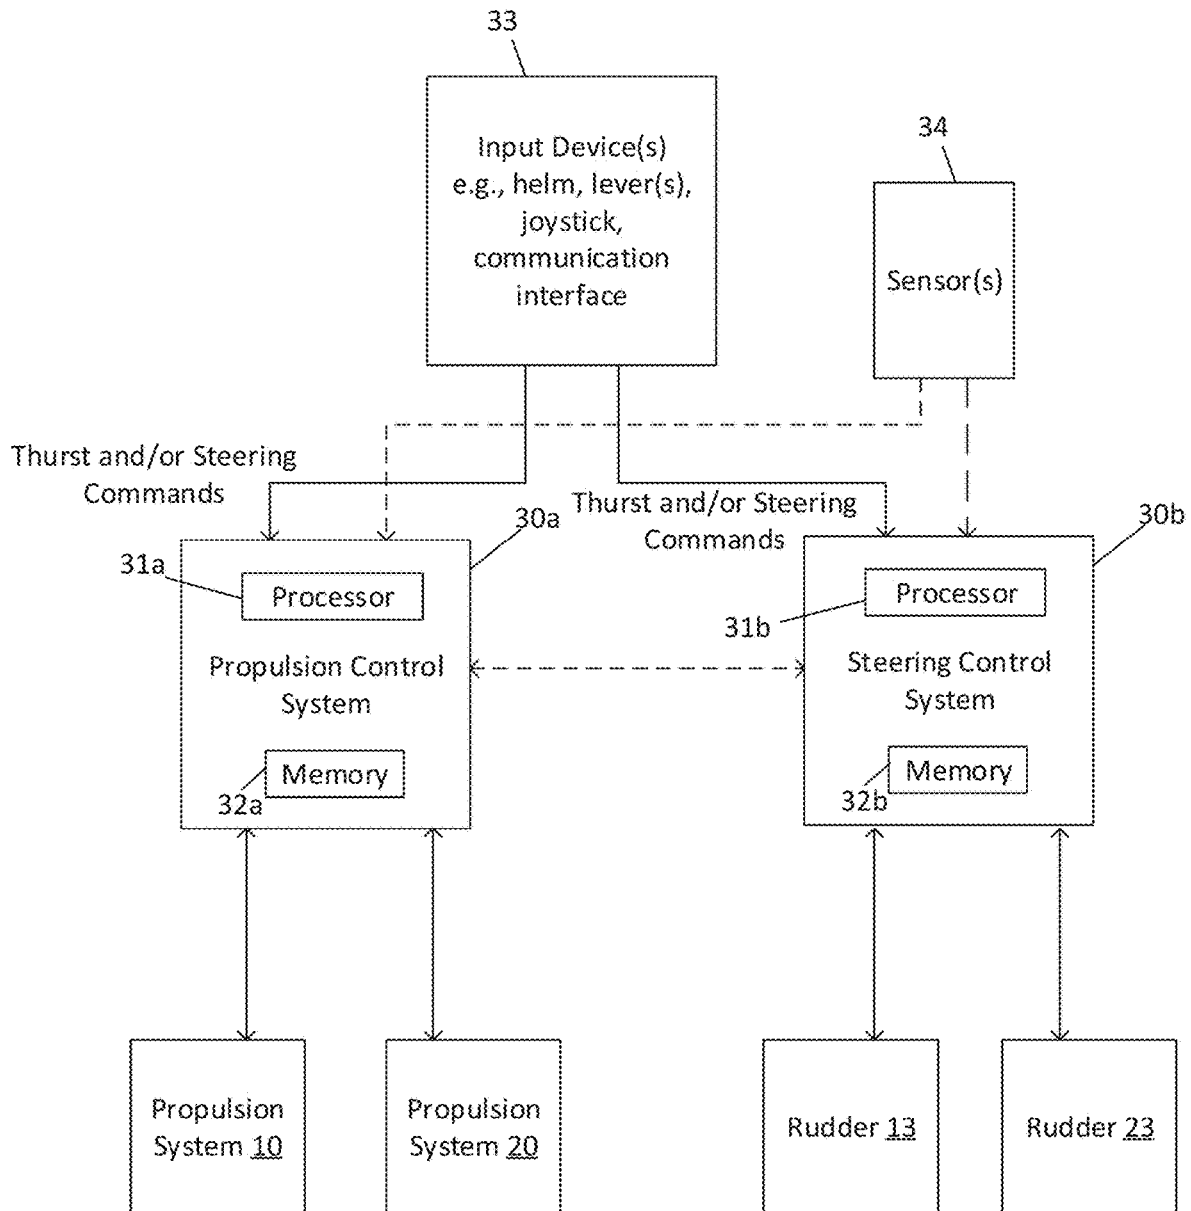 33
Input Device(s)
e.g., helm, lever(s),
joystick,
communication
interface
34
Sensor(s)
Thurst and/or Steering
Commands
Thurst and/or Steering
Commands
30a
30b
31a
Processor
Propulsion Control
System
Memory
32a
Processor
31b
Steering Control
System
Memory
32b
Propulsion
System 10
Propulsion
System 20
Rudder 13
Rudder 23